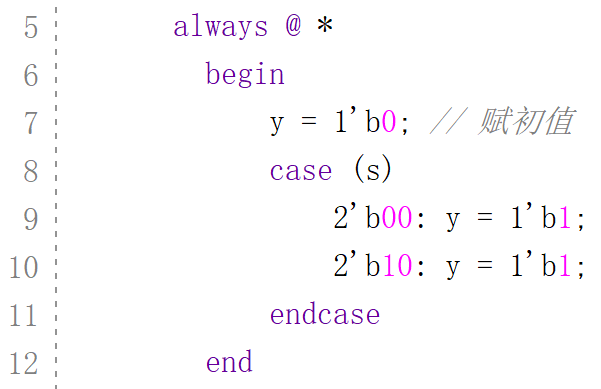 5 always @ *
6 begin
7 y = 1'b0; // 赋初值
8 case (s)
9 2'b00: y = 1'b1;
10 2'b10: y = 1'b1;
11 endcase
12 end